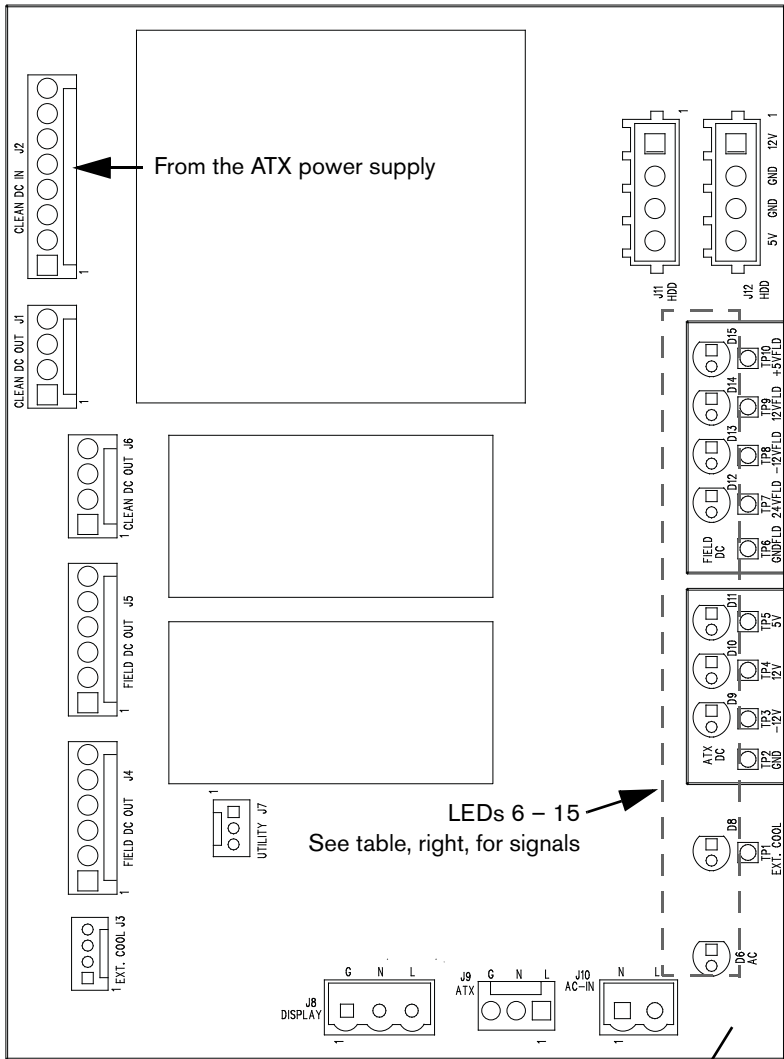 J2
CLEAN DC IN
1
From the ATX power supply
J1
CLEAN DC OUT
1
J6
CLEAN DC OUT
1
J5
FIELD DC OUT
1
J4
FIELD DC OUT
1
J3
EXT. COOL
1
1
J7
UTILITY
1
J11
HDD
1
12V
GND
GND
5V
J12
HDD
D15
TP10
+5VFLD
D14
TP9
12VFLD
D13
TP8
-12VFLD
D12
TP7
24VFLD
FIELD
DC
TP6
GNDFLD
D11
TP5
5V
D10
TP4
12V
D9
TP3
-12V
ATX
DC
TP2
GND
LEDs 6 – 15
See table, right, for signals
D8
TP1
EXT. COOL
D6
AC
G N L
J8
DISPLAY
1
J9
ATX
G N L
1
J10
AC-IN
N L
1